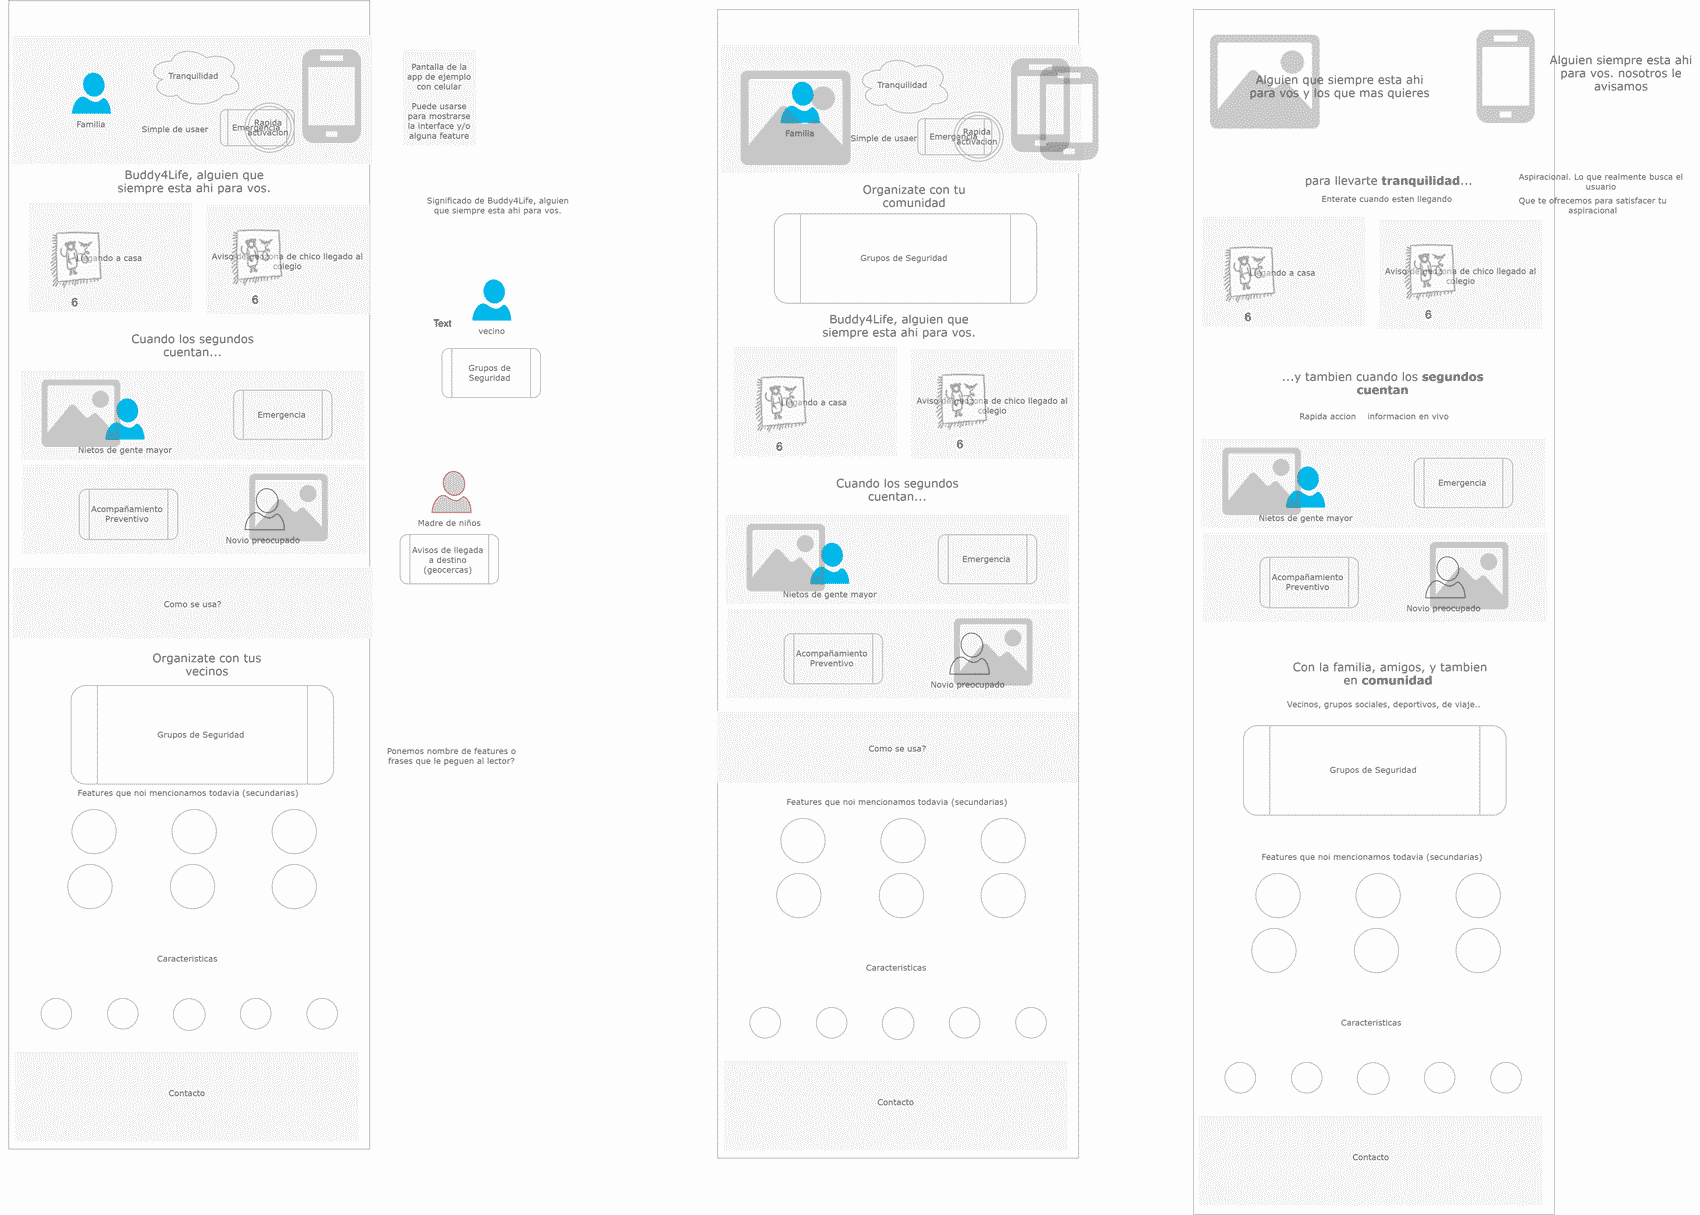 Tranquilidad
Familia
Simple de usaer
Emergencia
Rapida
activacion
Buddy4Life, alguien que
siempre esta ahi para vos.
Llegando a casa
6
Aviso de geozona de chico llegado al
colegio
6
Cuando los segundos
cuentan...
Nietos de gente mayor
Emergencia
Acompañamiento
Preventivo
Novio preocupado
Como se usa?
Organizate con tus
vecinos
Grupos de Seguridad
Features que noi mencionamos todavia (secundarias)
Caracteristicas
Contacto
Pantalla de la
app de ejemplo
con celular
Puede usarse
para mostrarse
la interface y/o
alguna feature
Significado de Buddy4Life, alguien
que siempre esta ahi para vos.
Text
vecino
Grupos de
Seguridad
Madre de niños
Avisos de llegada
a destino
(geocercas)
Ponemos nombre de features o
frases que le peguen al lector?
Tranquilidad
Familia
Simple de usaer
Emergencia
Rapida
activacion
Organizate con tu
comunidad
Grupos de Seguridad
Buddy4Life, alguien que
siempre esta ahi para vos.
Llegando a casa
6
Aviso de geozona de chico llegado al
colegio
6
Cuando los segundos
cuentan...
Nietos de gente mayor
Emergencia
Acompañamiento
Preventivo
Novio preocupado
Como se usa?
Features que noi mencionamos todavia (secundarias)
Caracteristicas
Contacto
Alguien que siempre esta ahi
para vos y los que mas quieres
Alguien siempre esta ahi
para vos. nosotros le
avisamos
para llevarte tranquilidad...
Enterate cuando esten llegando
Aspiracional. Lo que realmente busca el
usuario
Que te ofrecemos para satisfacer tu
aspiracional
Llegando a casa
6
Aviso de geozona de chico llegado al
colegio
6
...y tambien cuando los segundos
cuentan
Rapida accion informacion en vivo
Nietos de gente mayor
Emergencia
Acompañamiento
Preventivo
Novio preocupado
Con la familia, amigos, y tambien
en comunidad
Vecinos, grupos sociales, deportivos, de viaje..
Grupos de Seguridad
Features que noi mencionamos todavia (secundarias)
Caracteristicas
Contacto